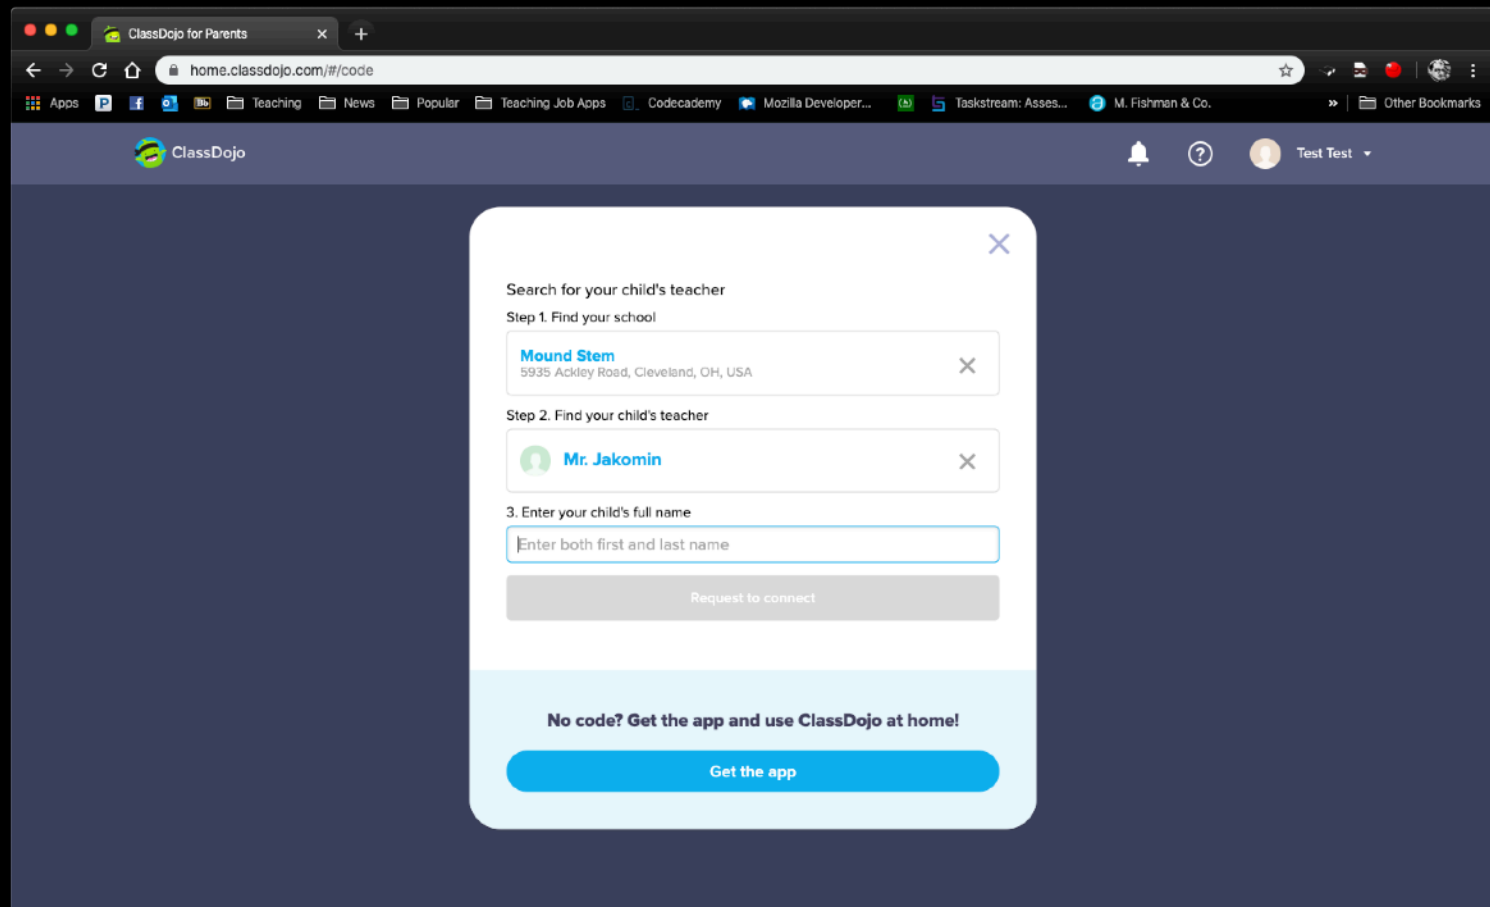 ClassDojo for Parents
home.classdojo.com/#/code
Apps
Bb
Teaching
News
Popular
Teaching Job Apps
Codecademy
Mozilla Developer...
Taskstream: Asses...
M. Fishman & Co.
»
Other Bookmarks
ClassDojo
Test Test
Search for your child's teacher
Step 1. Find your school
Mound Stem
5935 Ackley Road, Cleveland, OH, USA
Step 2. Find your child's teacher
Mr. Jakomin
3. Enter your child's full name
Enter both first and last name
Request to connect
No code? Get the app and use ClassDojo at home!
Get the app